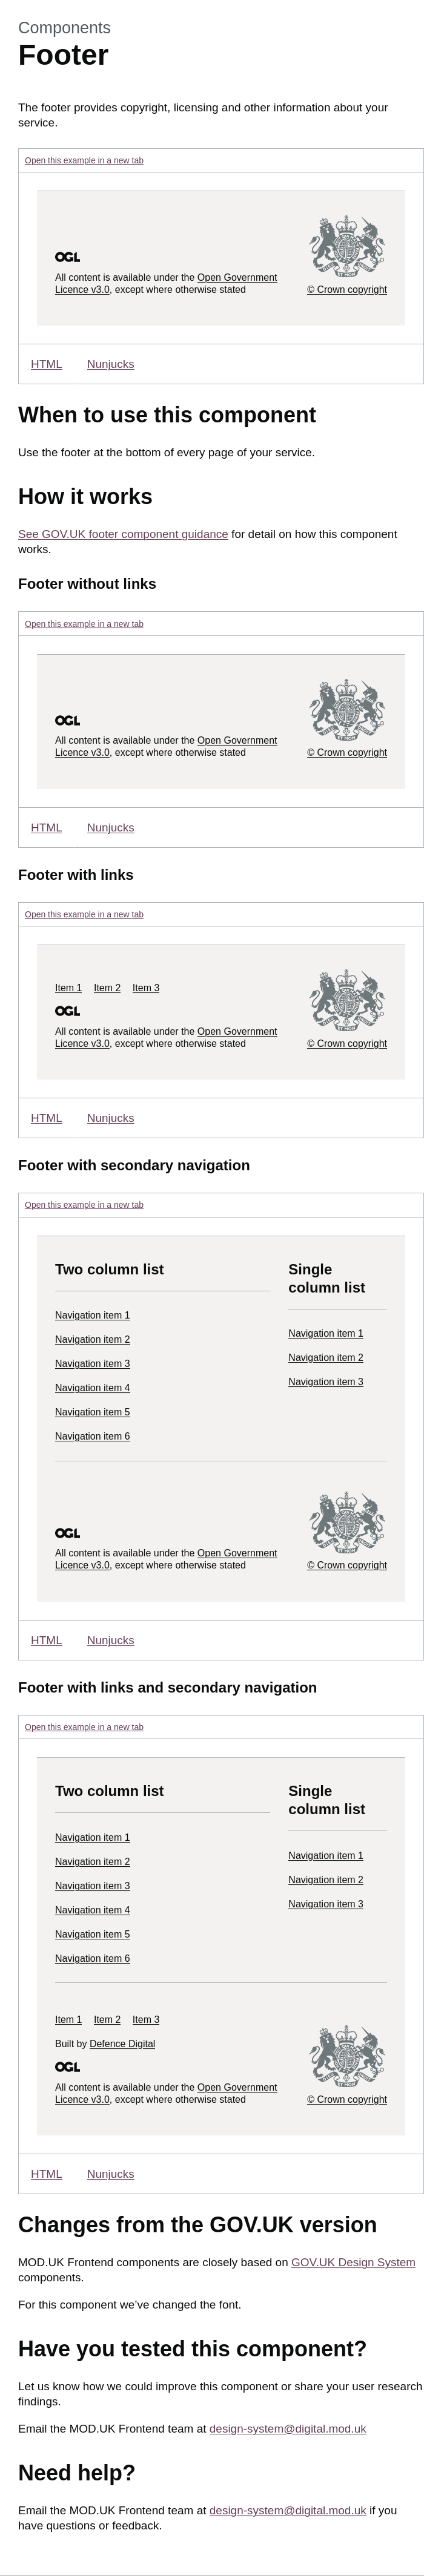 Components
Footer
The footer provides copyright, licensing and other information about your
service.
Open this example in a new tab
OGL
All content is available under the Open Government
Licence v3.0, except where otherwise stated
© Crown copyright
HTML Nunjucks
When to use this component
Use the footer at the bottom of every page of your service.
How it works
See GOV.UK footer component guidance for detail on how this component
works.
Footer without links
Open this example in a new tab
OGL
All content is available under the Open Government
Licence v3.0, except where otherwise stated
© Crown copyright
HTML Nunjucks
Footer with links
Open this example in a new tab
Item 1 Item 2 Item 3
OGL
All content is available under the Open Government
Licence v3.0, except where otherwise stated
© Crown copyright
HTML Nunjucks
Footer with secondary navigation
Open this example in a new tab
Two column list
Navigation item 1
Navigation item 2
Navigation item 3
Navigation item 4
Navigation item 5
Navigation item 6
Single
column list
Navigation item 1
Navigation item 2
Navigation item 3
OGL
All content is available under the Open Government
Licence v3.0, except where otherwise stated
© Crown copyright
HTML Nunjucks
Footer with links and secondary navigation
Open this example in a new tab
Two column list
Navigation item 1
Navigation item 2
Navigation item 3
Navigation item 4
Navigation item 5
Navigation item 6
Single
column list
Navigation item 1
Navigation item 2
Navigation item 3
Item 1 Item 2 Item 3
Built by Defence Digital
OGL
All content is available under the Open Government
Licence v3.0, except where otherwise stated
© Crown copyright
HTML Nunjucks
Changes from the GOV.UK version
MOD.UK Frontend components are closely based on GOV.UK Design System
components.
For this component we’ve changed the font.
Have you tested this component?
Let us know how we could improve this component or share your user research
findings.
Email the MOD.UK Frontend team at design-system@digital.mod.uk
Need help?
Email the MOD.UK Frontend team at design-system@digital.mod.uk if you
have questions or feedback.